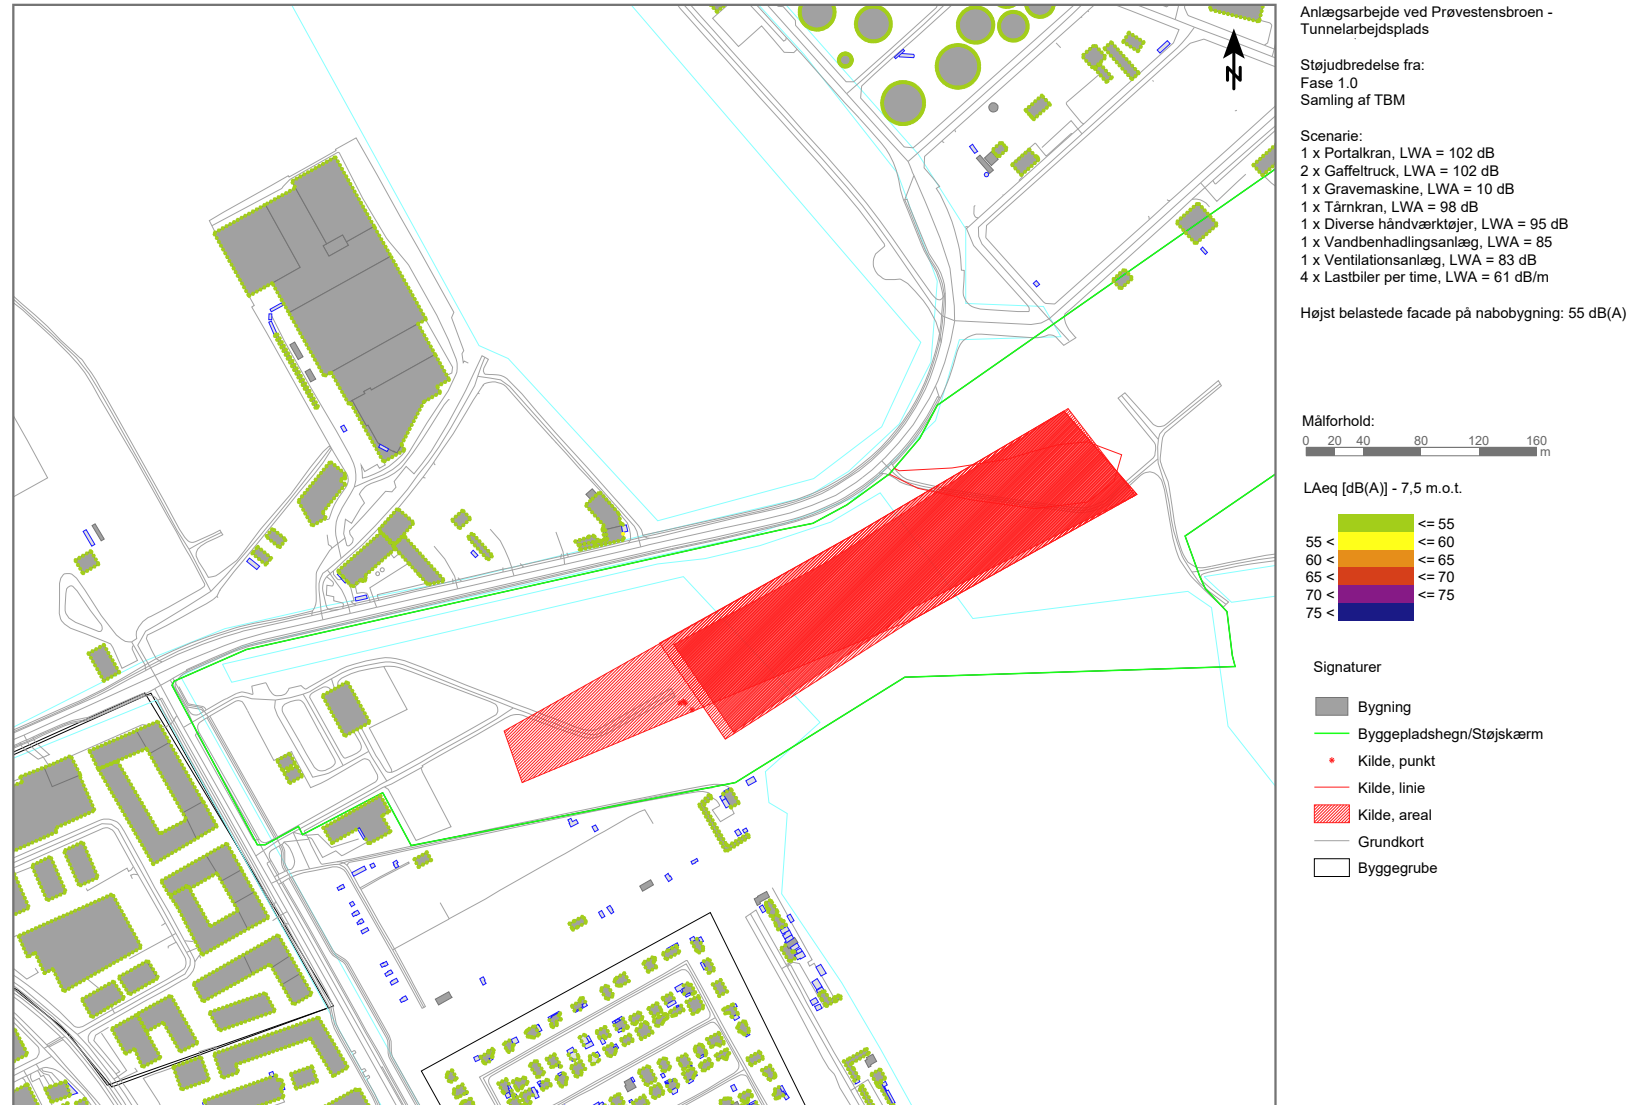 Anlægsarbejde ved Prøvestensbroen -
Tunnelarbejdsplads
Støjudbredelse fra:
Fase 1.0
Samling af TBM
Scenarie:
1 x Portalkran, LWA = 102 dB
2 x Gaffeltruck, LWA = 102 dB
1 x Gravemaskine, LWA = 10 dB
1 x Tårnkran, LWA = 98 dB
1 x Diverse håndværktøjer, LWA = 95 dB
1 x Vandbenhadlingsanlæg, LWA = 85
1 x Ventilationsanlæg, LWA = 83 dB
4 x Lastbiler per time, LWA = 61 dB/m
Højst belastede facade på nabobygning: 55 dB(A)
N
Målforhold:
0 20 40 80 120 160
m
LAeq [dB(A)] - 7,5 m.o.t.
<= 55
55 < <= 60
60 < <= 65
65 < <= 70
70 < <= 75
75 <
Signaturer
Bygning
Byggepladshegn/Støjskærm
Kilde, punkt
Kilde, linie
Kilde, areal
Grundkort
Byggegrube